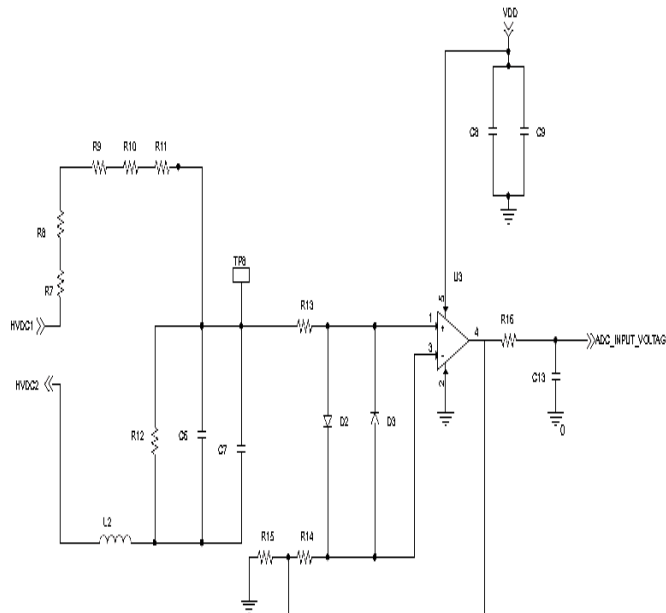 VDD
C8
C9
R9
R10
R11
R8
R7
TP8
U3
HVDC1
R13
1
+
5
4
R16
ADC_INPUT_VOLTAG
3
-
2
C13
0
HVDC2
R12
C6
C7
D2
D3
L2
R15
R14